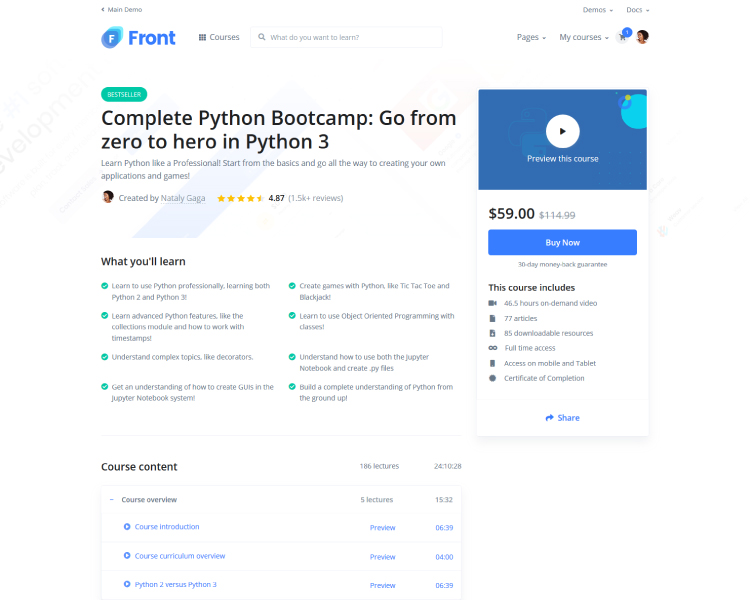 Main Demo
Demos
Docs
Front
Courses
What do you want to learn?
Pages
My courses
1
BESTSELLER
Complete Python Bootcamp: Go from
zero to hero in Python 3
Learn Python like a Professional! Start from the basics and go all the way to creating your own
applications and games!
Created by Nataly Gaga
4.87 (1.5k+ reviews)
Preview this course
$59.00 $114.99
Buy Now
30-day money-back guarantee
This course includes
46.5 hours on-demand video
77 articles
85 downloadable resources
Full time access
Access on mobile and Tablet
Certificate of Completion
Share
What you'll learn
Learn to use Python professionally, learning both
Python 2 and Python 3!
Create games with Python, like Tic Tac Toe and
Blackjack!
Learn advanced Python features, like the
collections module and how to work with
timestamps!
Learn to use Object Oriented Programming with
classes!
Understand complex topics, like decorators.
Understand how to use both the Jupyter
Notebook and create .py files
Get an understanding of how to create GUIs in the
Jupyter Notebook system!
Build a complete understanding of Python from
the ground up!
Course content
186 lectures
24:10:28
Course overview
5 lectures
15:32
Course introduction
Preview
06:39
Course curriculum overview
Preview
04:00
Python 2 versus Python 3
Preview
06:39